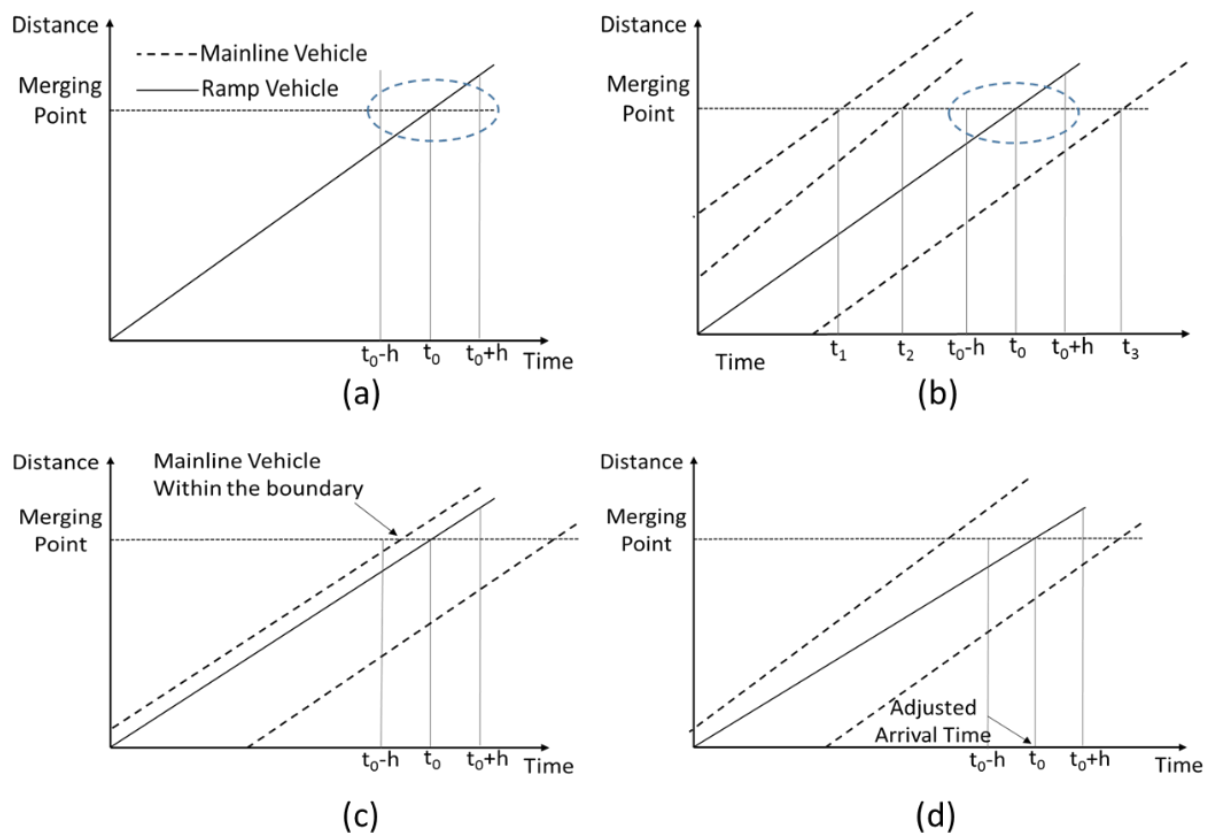 Distance
Mainline Vehicle
Ramp Vehicle
Merging
Point
t₀-h
t₀
t₀+h
Time
(a)
Distance
Merging
Point
Time
t₁
t₂
t₀-h
t₀
t₀+h
t₃
(b)
Distance
Mainline Vehicle
Within the boundary
Merging
Point
t₀-h
t₀
t₀+h
Time
(c)
Distance
Merging
Point
Adjusted
Arrival Time
t₀-h
t₀
t₀+h
Time
(d)